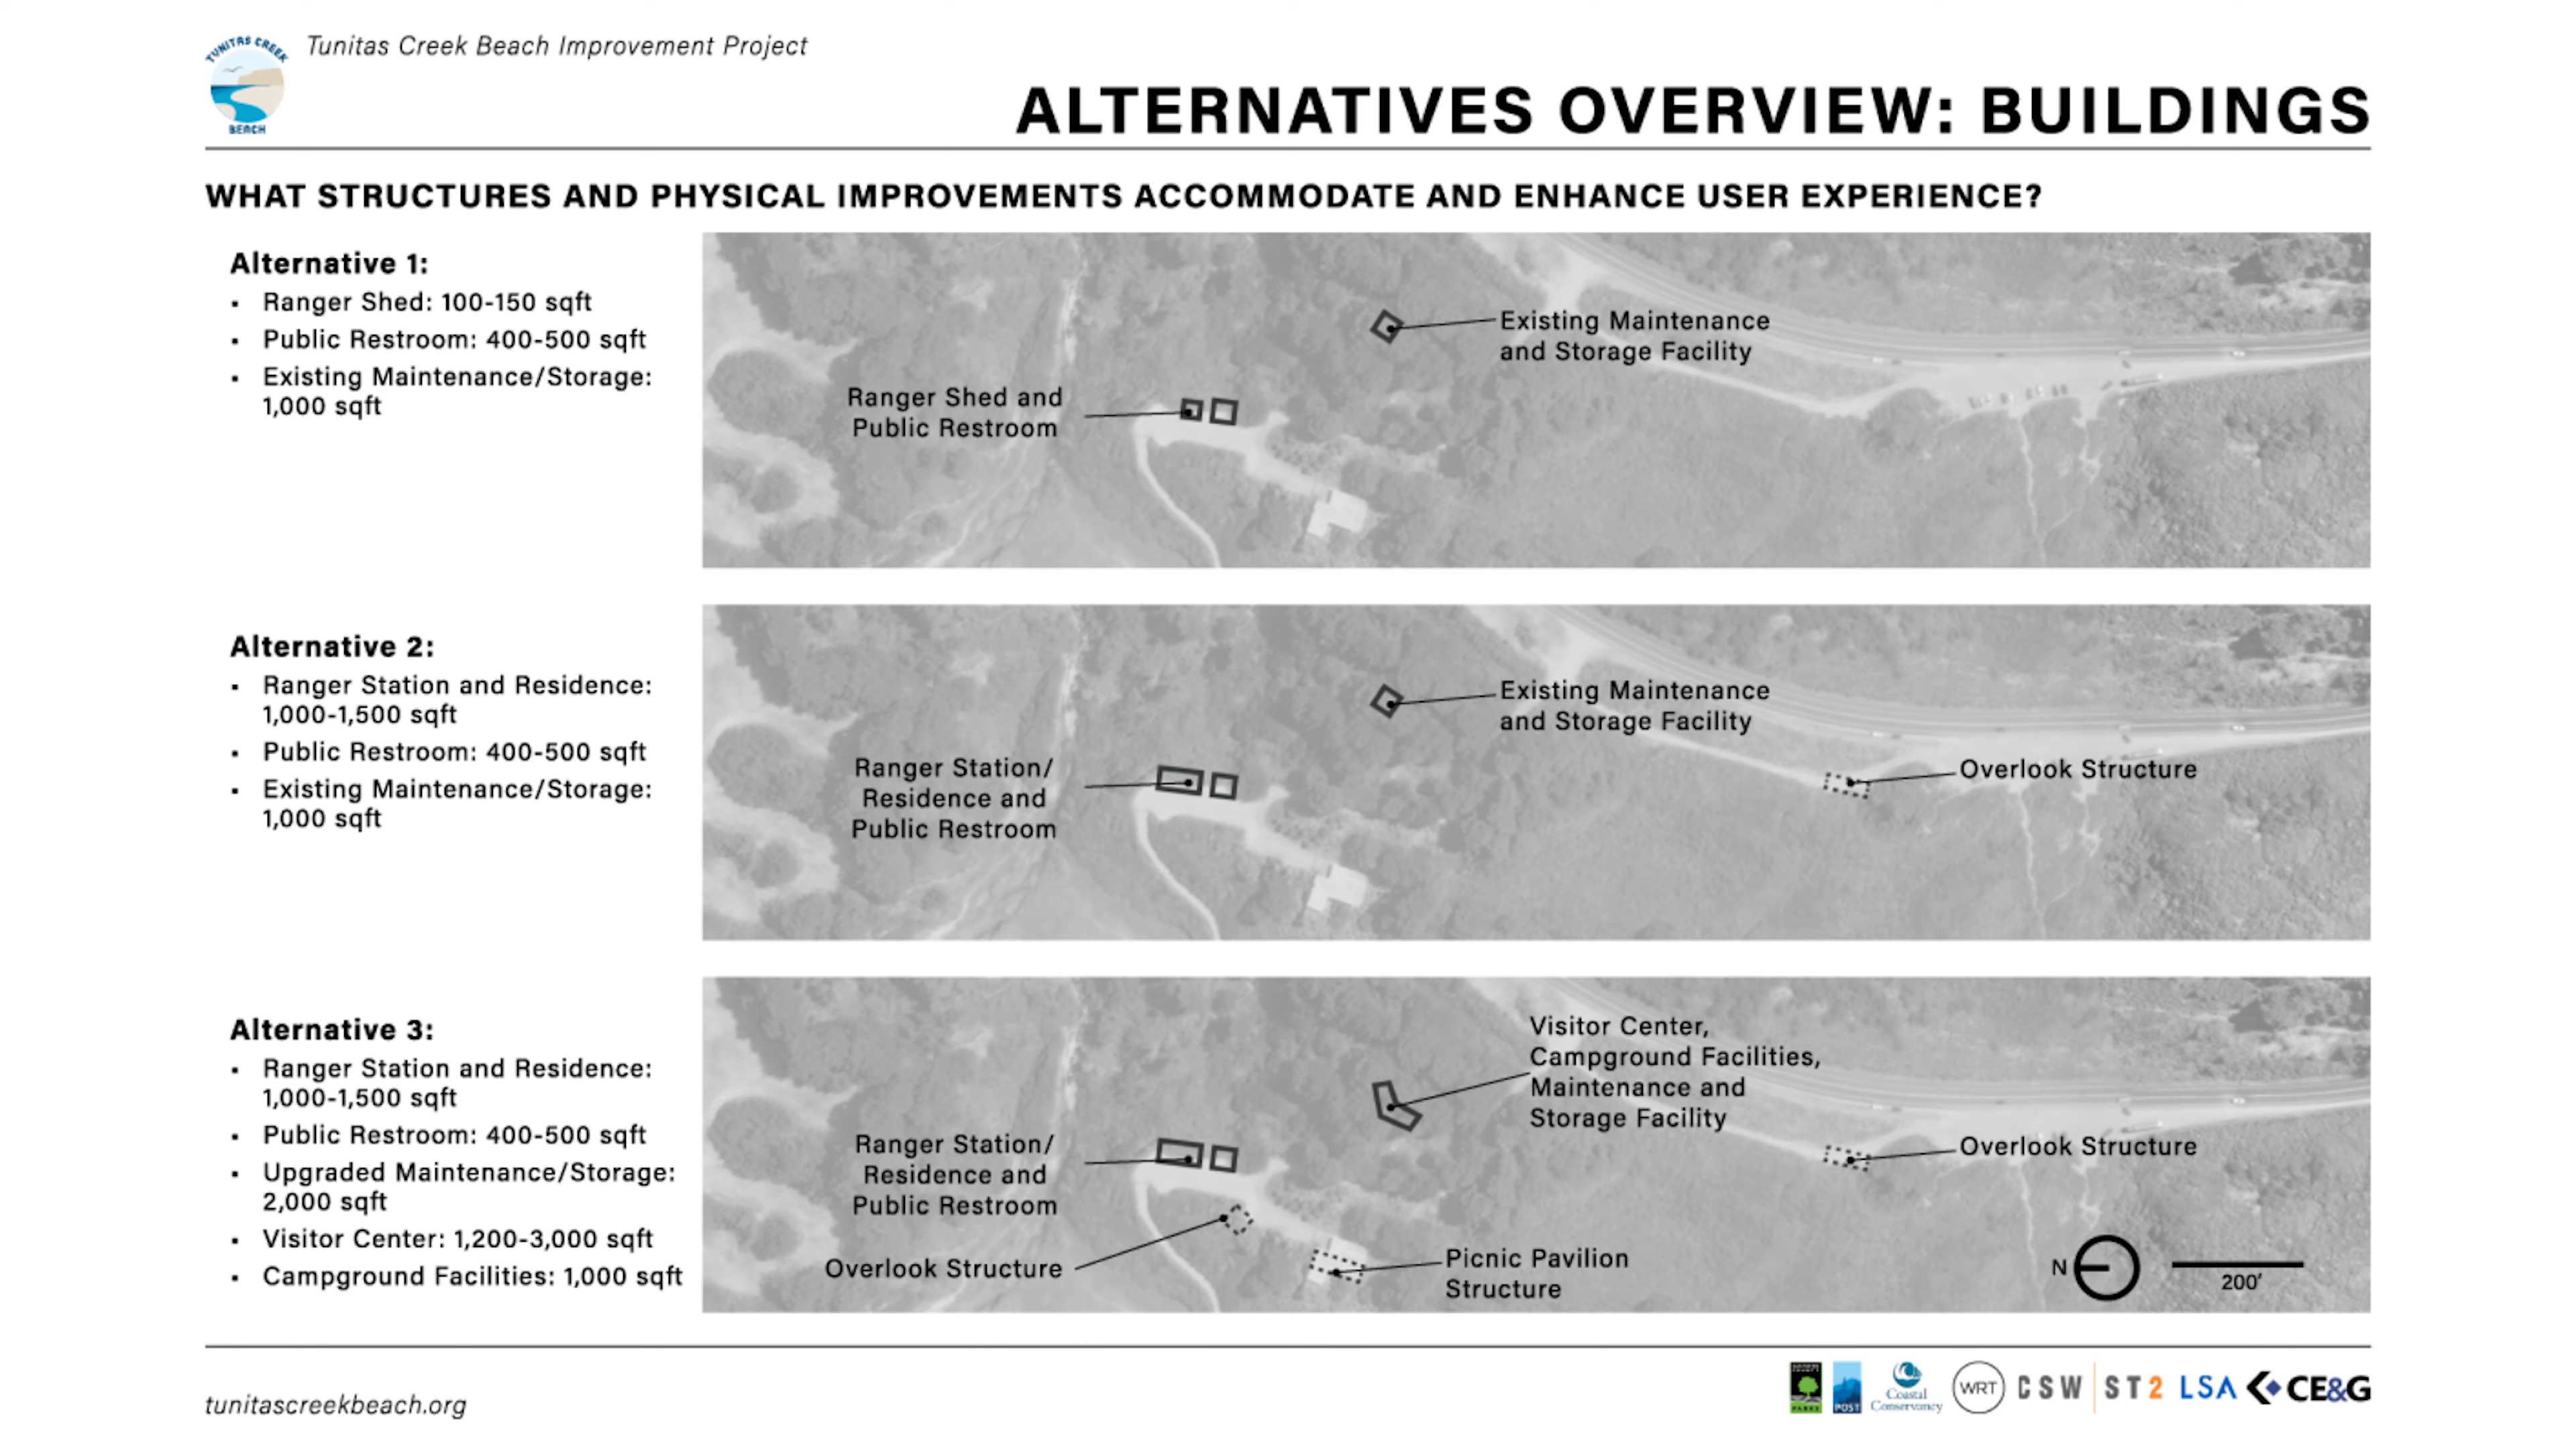 TUNITAS CREEK
BEACH
Tunitas Creek Beach Improvement Project
ALTERNATIVES OVERVIEW: BUILDINGS
WHAT STRUCTURES AND PHYSICAL IMPROVEMENTS ACCOMMODATE AND ENHANCE USER EXPERIENCE?
Alternative 1:
▪ Ranger Shed: 100-150 sqft
▪ Public Restroom: 400-500 sqft
▪ Existing Maintenance/Storage:
1,000 sqft
Ranger Shed and
Public Restroom
Existing Maintenance
and Storage Facility
Alternative 2:
▪ Ranger Station and Residence:
1,000-1,500 sqft
▪ Public Restroom: 400-500 sqft
▪ Existing Maintenance/Storage:
1,000 sqft
Ranger Station/
Residence and
Public Restroom
Existing Maintenance
and Storage Facility
Overlook Structure
Alternative 3:
▪ Ranger Station and Residence:
1,000-1,500 sqft
▪ Public Restroom: 400-500 sqft
▪ Upgraded Maintenance/Storage:
2,000 sqft
▪ Visitor Center: 1,200-3,000 sqft
▪ Campground Facilities: 1,000 sqft
Ranger Station/
Residence and
Public Restroom
Overlook Structure
Visitor Center,
Campground Facilities,
Maintenance and
Storage Facility
Picnic Pavilion
Structure
Overlook Structure
N
200'
tunitascreekbeach.org
PARKS
POST
Coastal
Conservancy
WRT
CSW
ST2
LSA
CE&G